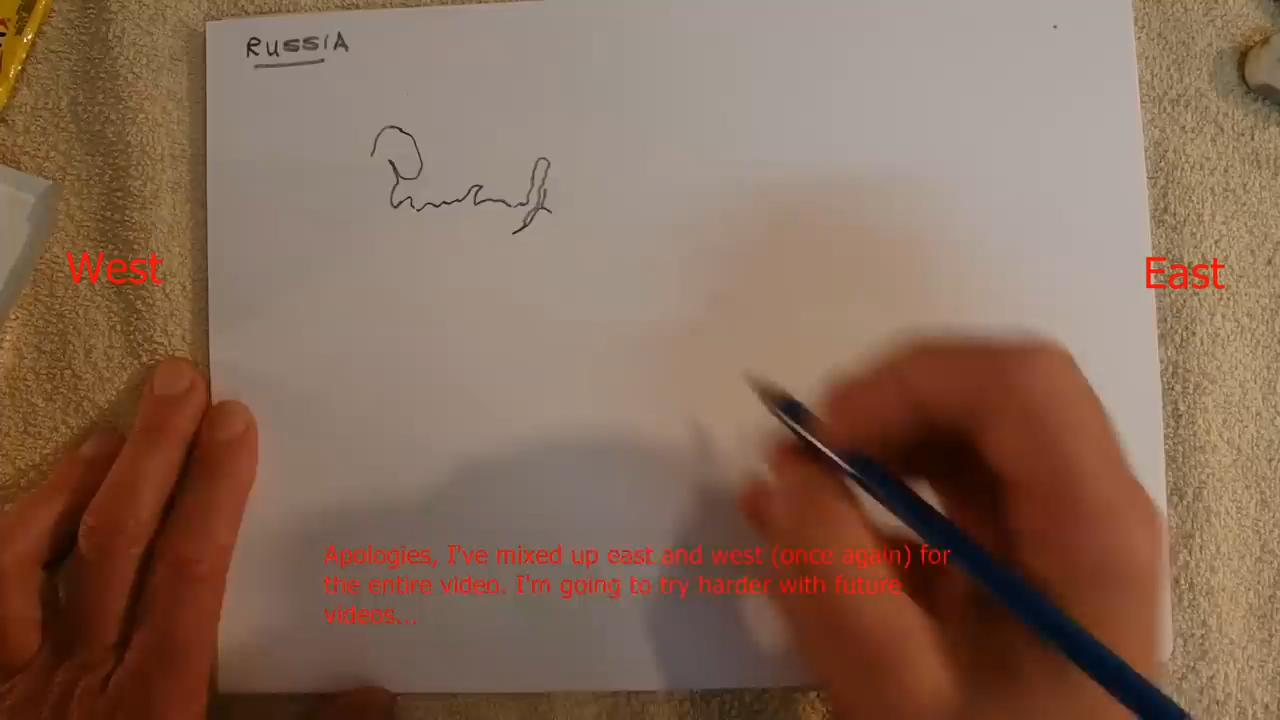 RUSSIA
West
East
Apologies, I've mixed up east and west (once again) for
the entire video. I'm going to try harder with future
videos...